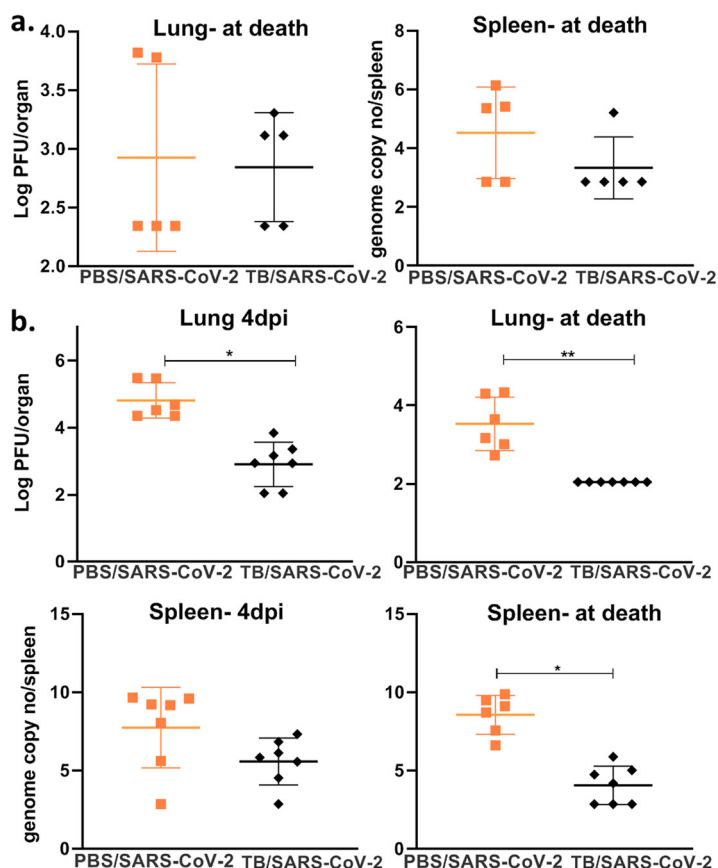 a.
Lung- at death
Log PFU/organ
4.0
3.5
3.0
2.5
2.0
PBS/SARS-CoV-2 TB/SARS-CoV-2
Spleen- at death
genome copy no/spleen
8
6
4
2
0
PBS/SARS-CoV-2 TB/SARS-CoV-2
b.
Lung 4dpi
Log PFU/organ
6
4
2
0
*
PBS/SARS-CoV-2 TB/SARS-CoV-2
Lung- at death
6
4
2
0
**
PBS/SARS-CoV-2 TB/SARS-CoV-2
Spleen- 4dpi
genome copy no/spleen
15
10
5
0
PBS/SARS-CoV-2 TB/SARS-CoV-2
Spleen- at death
15
10
5
0
*
PBS/SARS-CoV-2 TB/SARS-CoV-2